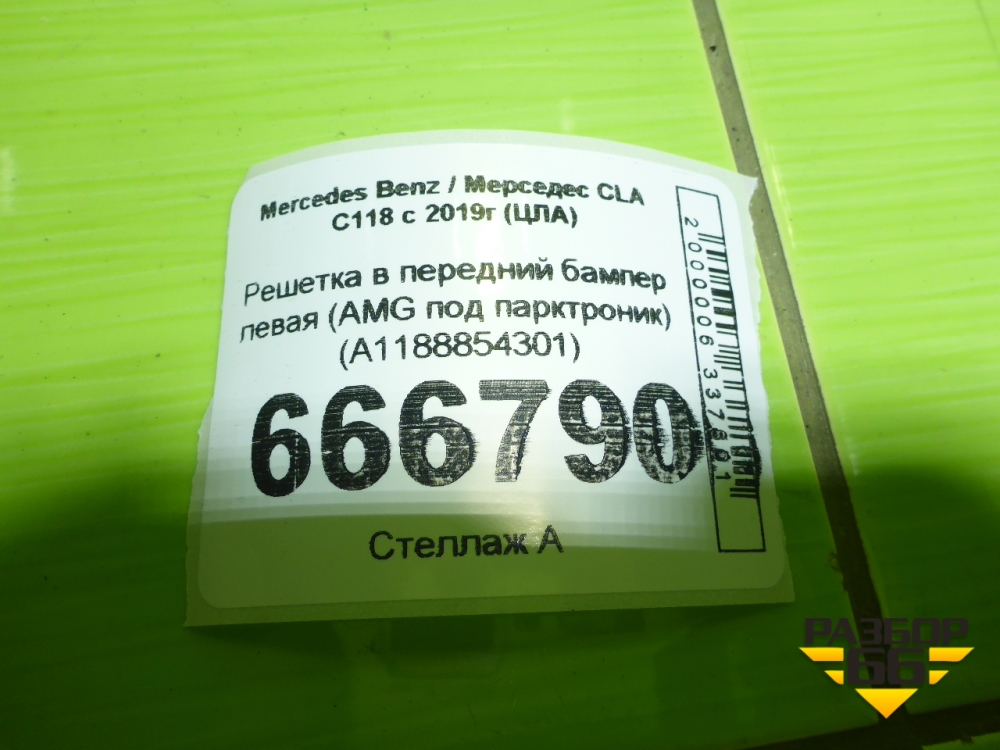 Mercedes Benz / Мерседес CLA
C118 с 2019г (ЦЛА)
Решетка в передний бампер
левая (AMG под парктроник)
(A1188854301)
666790
Стеллаж А
РАЗБОР
66